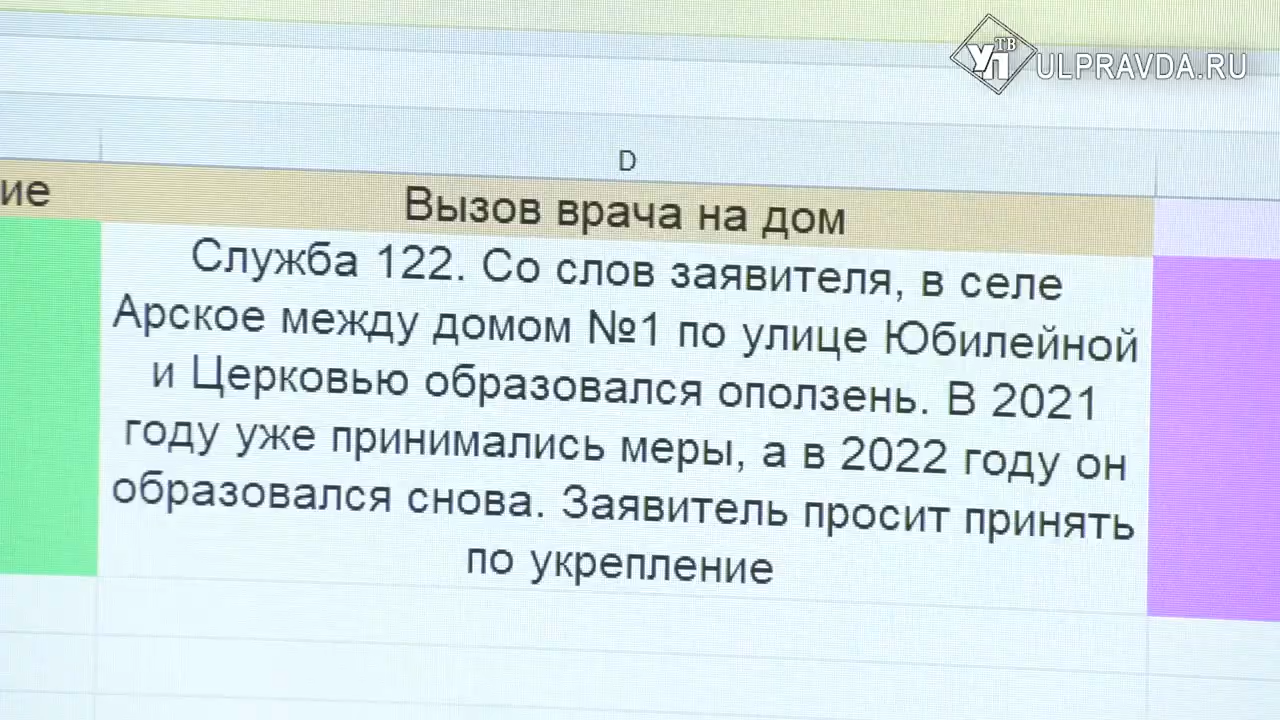 УП ТВ ULPRAVDA.RU
D
ие
Вызов врача на дом
Служба 122. Со слов заявителя, в селе
Арское между домом №1 по улице Юбилейной
и Церковью образовался оползень. В 2021
году уже принимались меры, а в 2022 году он
образовался снова. Заявитель просит принять
по укрепление